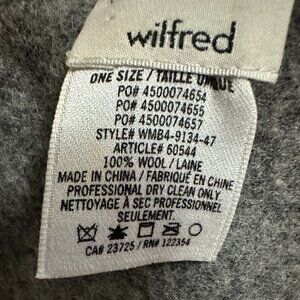 wilfred
ONE SIZE / TAILLE UNIQUE
PO# 4500074654
PO# 4500074655
PO# 4500074657
STYLE# WMB4-9134-47
ARTICLE# 60544
100% WOOL / LAINE
MADE IN CHINA / FABRIQUÉ EN CHINE
PROFESSIONAL DRY CLEAN ONLY.
NETTOYAGE À SEC PROFESSIONNEL
SEULEMENT.
CA# 23725 / RN# 122354